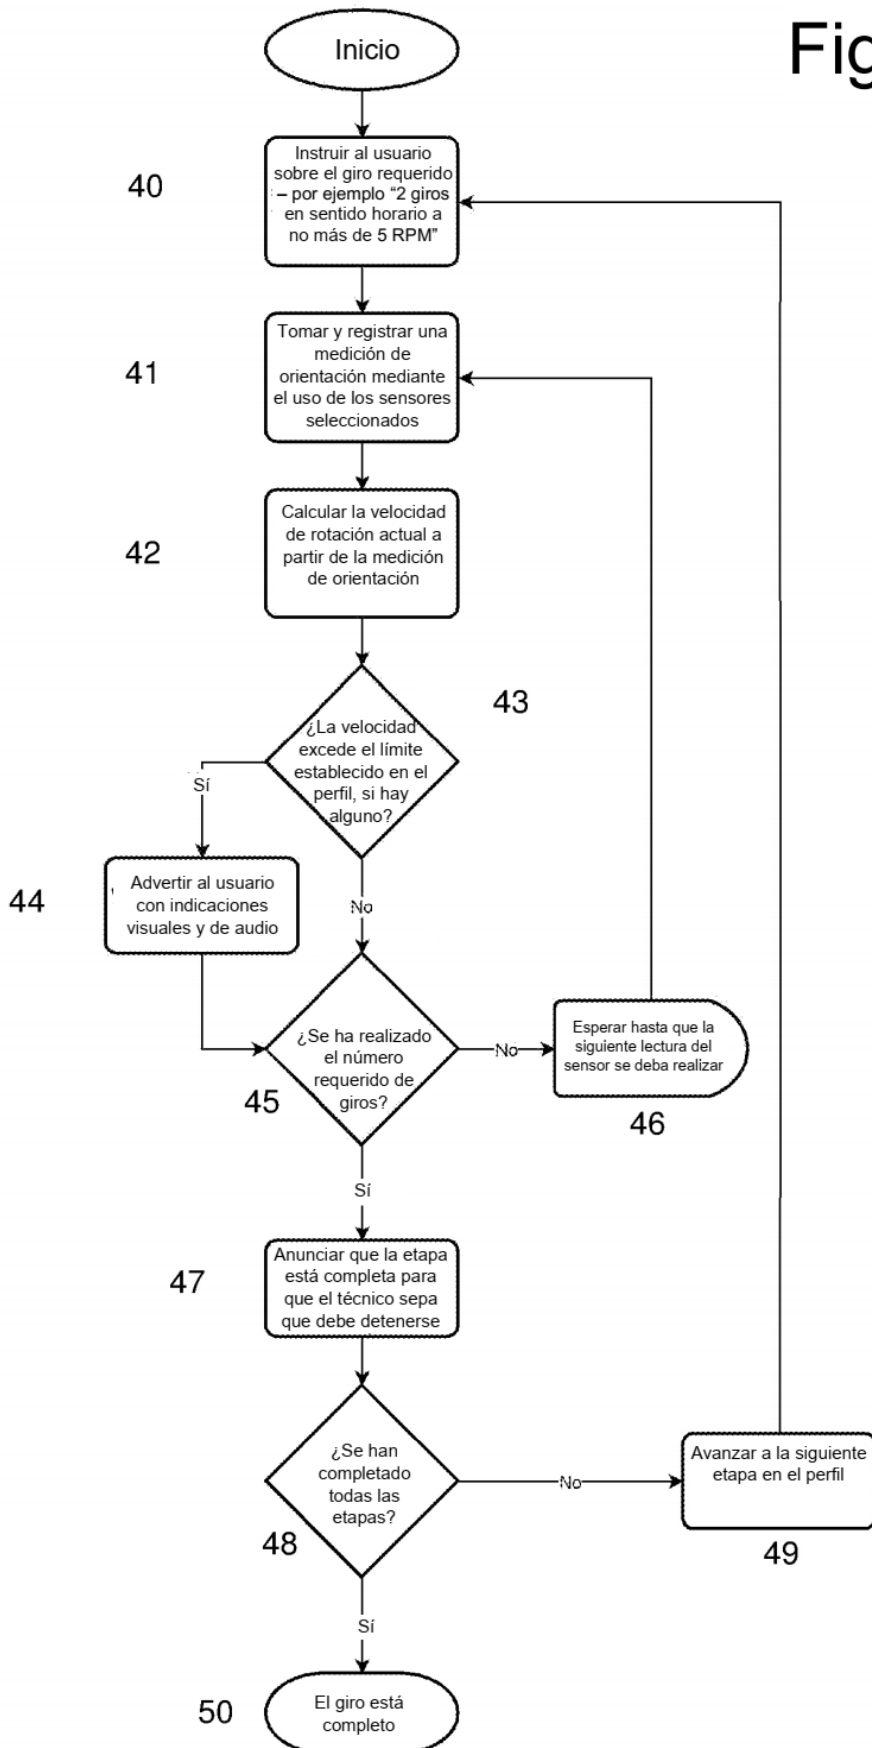 Inicio
Fig
40
Instruir al usuario
sobre el giro requerido
– por ejemplo “2 giros
en sentido horario a
no más de 5 RPM”
41
Tomar y registrar una
medición de
orientación mediante
el uso de los sensores
seleccionados
42
Calcular la velocidad
de rotación actual a
partir de la medición
de orientación
43
¿La velocidad
excede el límite
establecido en el
perfil, si hay
alguno?
Sí
No
44
Advertir al usuario
con indicaciones
visuales y de audio
45
¿Se ha realizado
el número
requerido de
giros?
No
Esperar hasta que la
siguiente lectura del
sensor se deba realizar
46
Sí
47
Anunciar que la etapa
está completa para
que el técnico sepa
que debe detenerse
48
¿Se han
completado
todas las
etapas?
No
Avanzar a la siguiente
etapa en el perfil
49
Sí
50
El giro está
completo